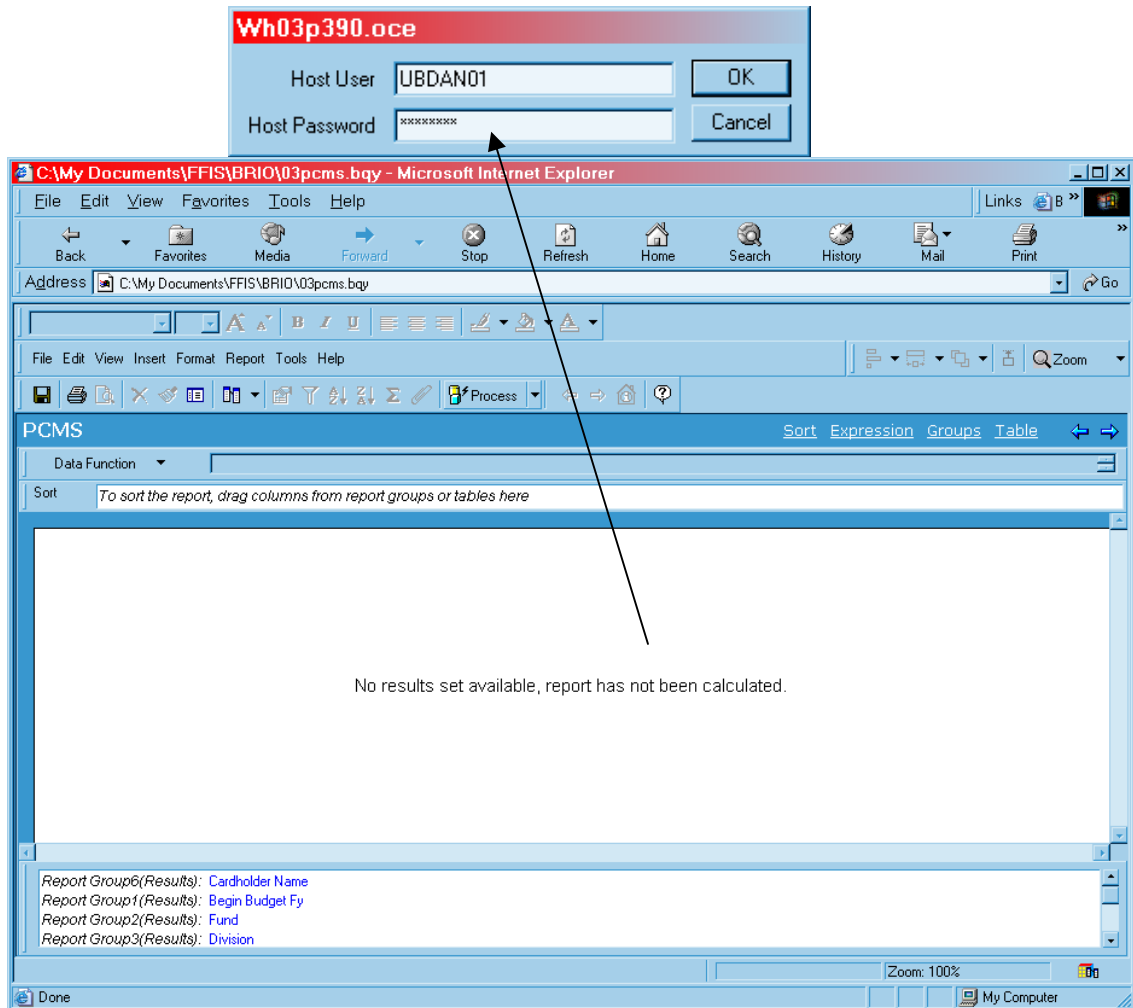 Wh03p390.oce
Host User UBDAN01 OK
Host Password ******** Cancel
C:\My Documents\FFIS\BRIO\03pcms.bqy - Microsoft Internet Explorer
File Edit View Favorites Tools Help Links B »
Back Favorites Media Forward Stop Refresh Home Search History Mail Print »
Address C:\My Documents\FFIS\BRIO\03pcms.bqy Go
A A B I U A
File Edit View Insert Format Report Tools Help Zoom
Process
PCMS Sort Expression Groups Table
Data Function
Sort To sort the report, drag columns from report groups or tables here
No results set available, report has not been calculated.
Report Group6(Results): Cardholder Name
Report Group1(Results): Begin Budget Fy
Report Group2(Results): Fund
Report Group3(Results): Division
Zoom: 100%
Done My Computer